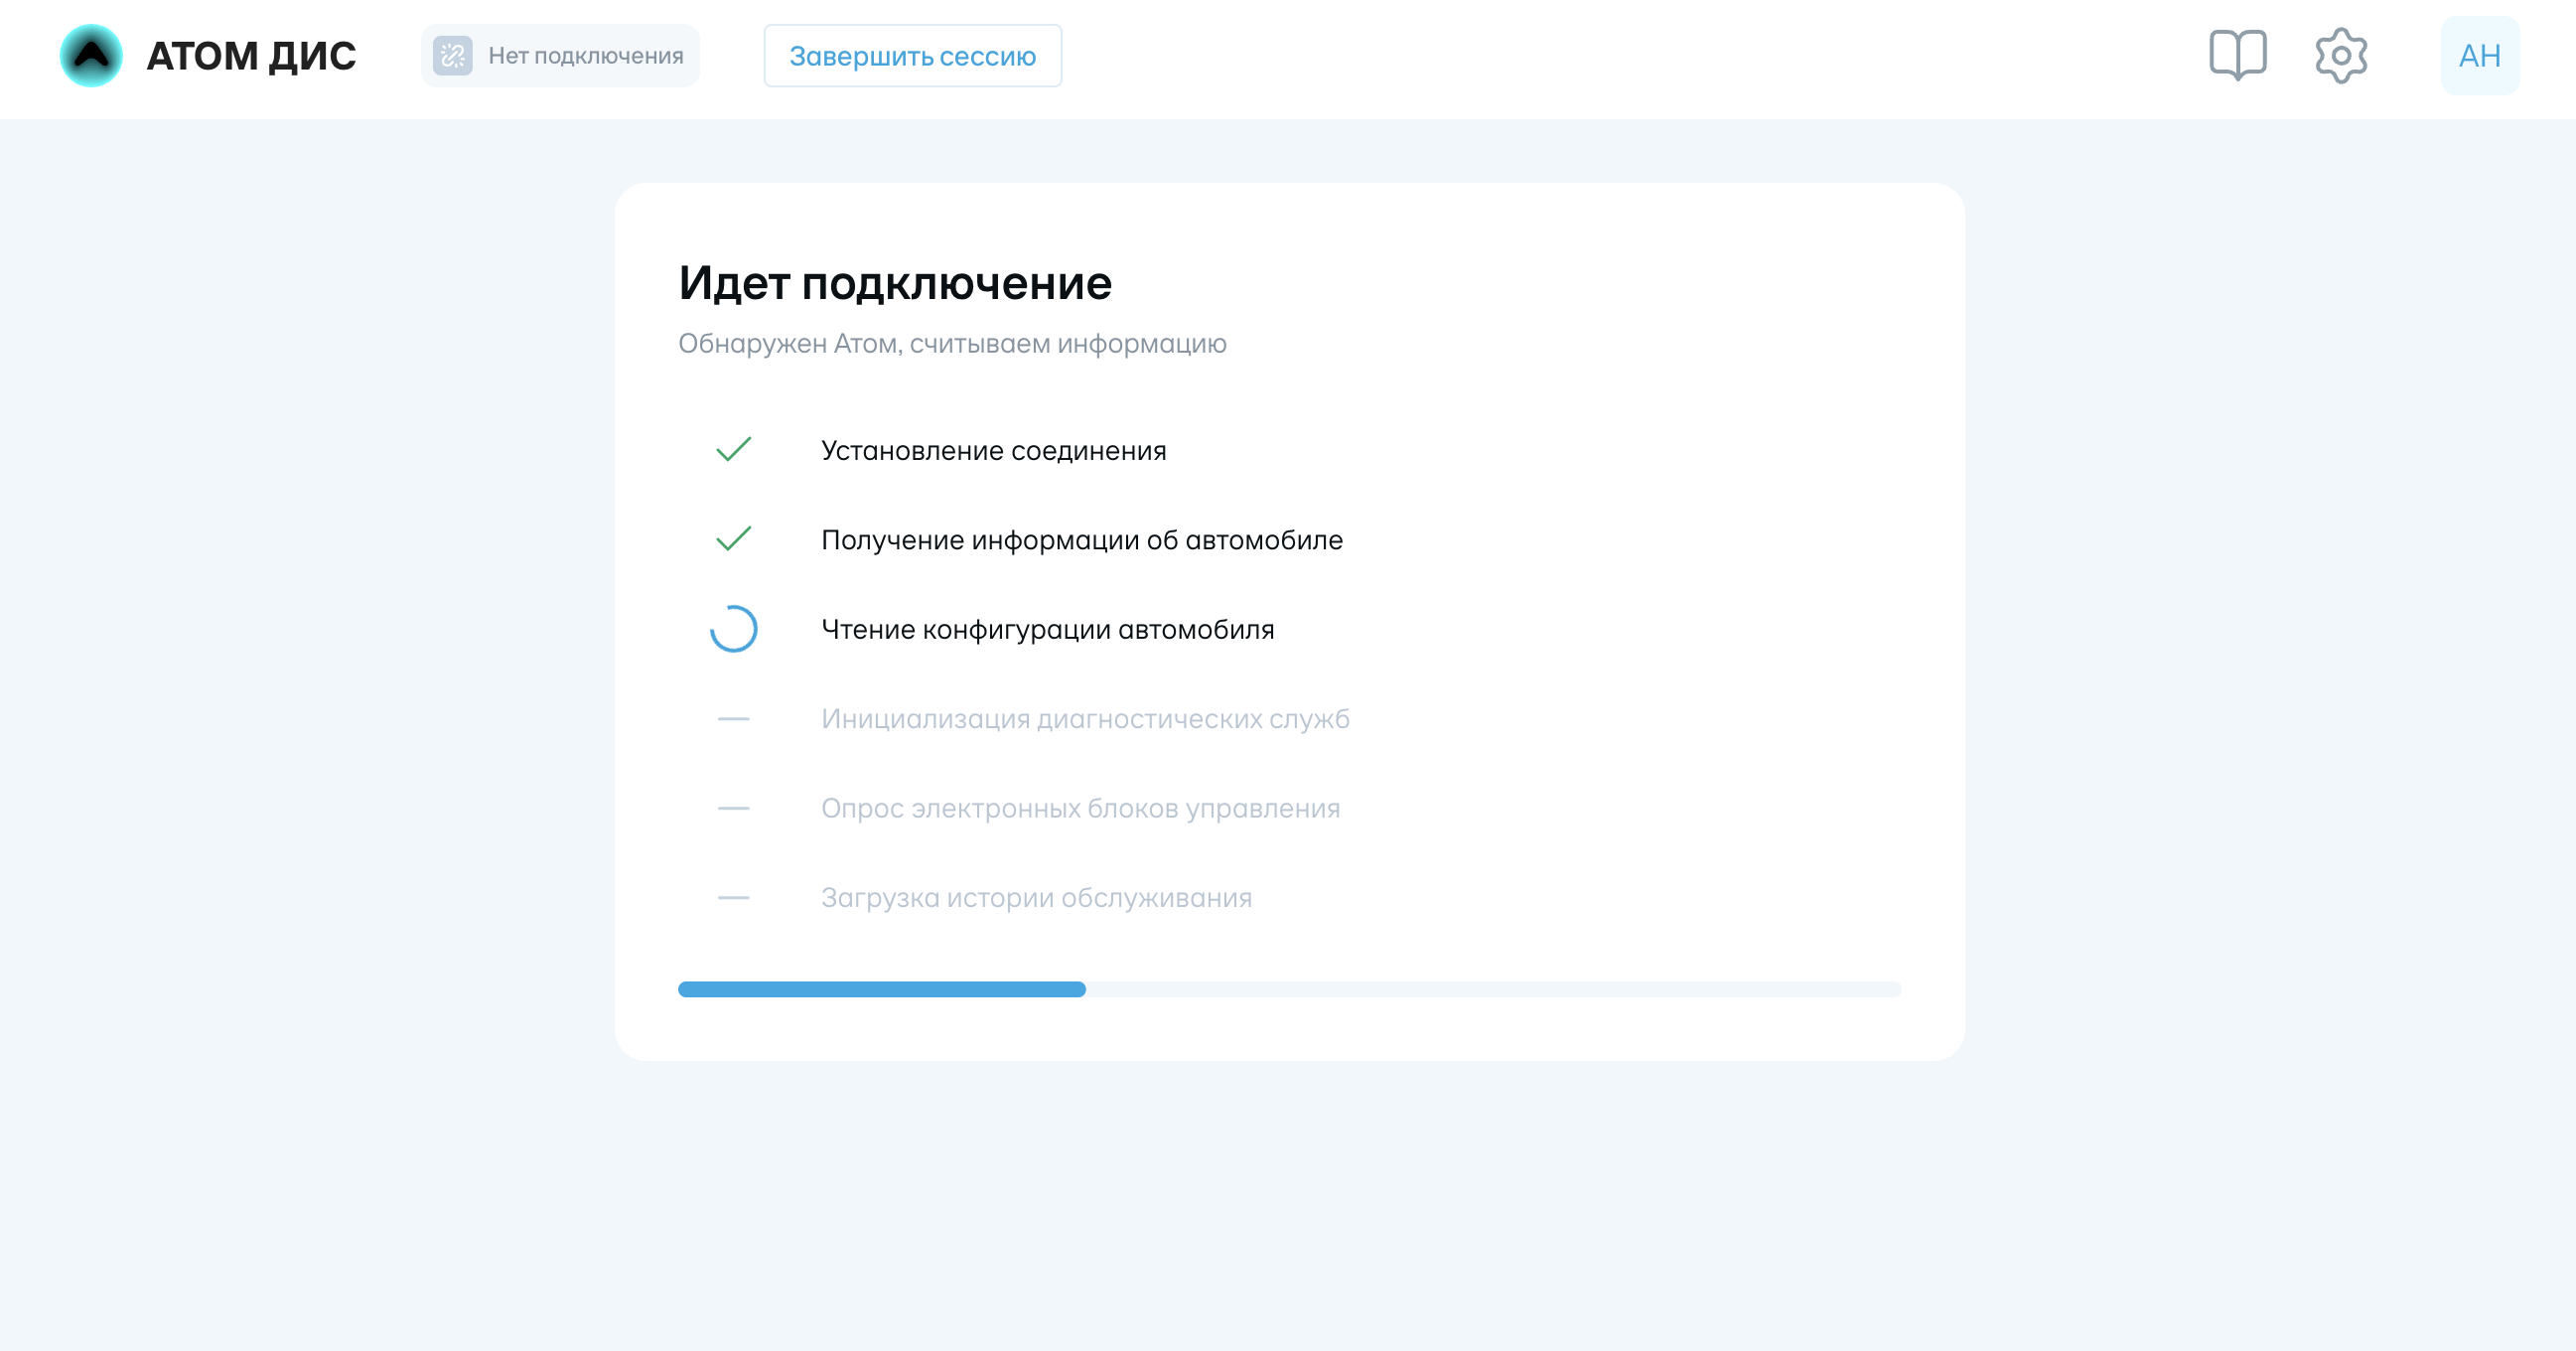 АТОМ ДИС
Нет подключения
Завершить сессию
АН
Идет подключение
Обнаружен Атом, считываем информацию
Установление соединения
Получение информации об автомобиле
Чтение конфигурации автомобиля
Инициализация диагностических служб
Опрос электронных блоков управления
Загрузка истории обслуживания